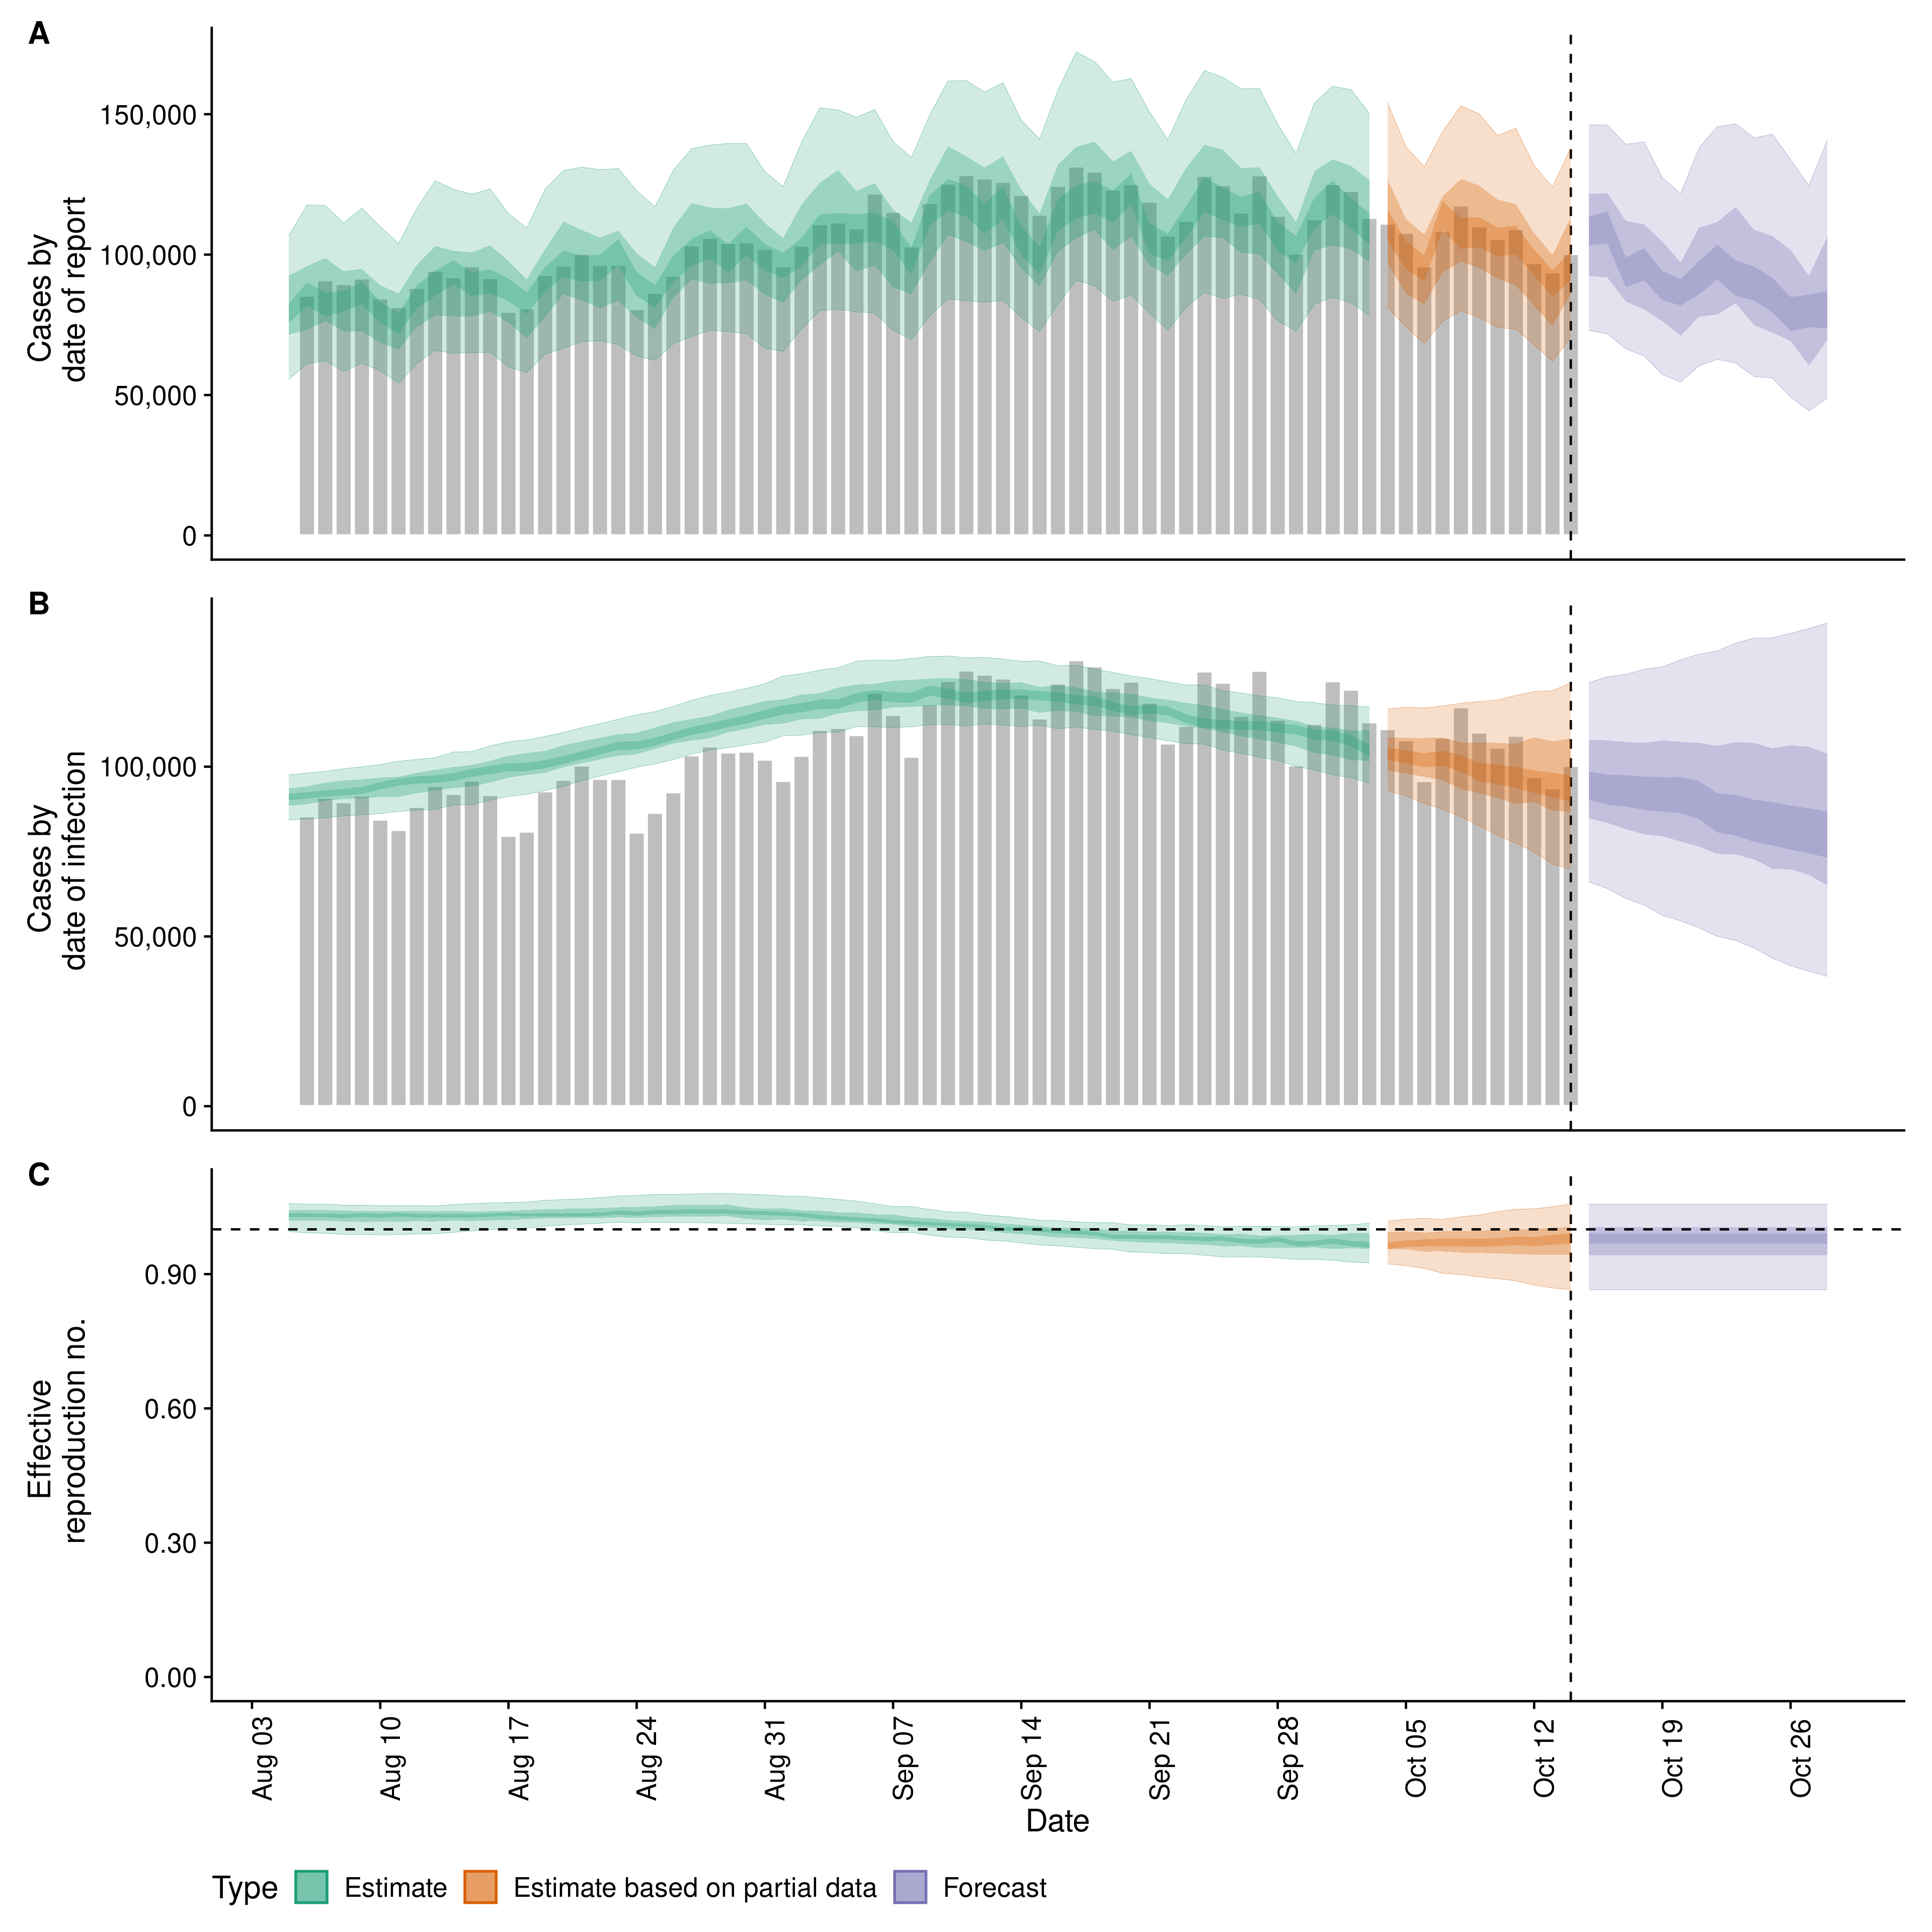 A
Cases by
date of report
150,000
100,000
50,000
0
B
Cases by
date of infection
100,000
50,000
0
C
Effective
reproduction no.
0.90
0.60
0.30
0.00
Aug 03
Aug 10
Aug 17
Aug 24
Aug 31
Sep 07
Sep 14
Sep 21
Sep 28
Oct 05
Oct 12
Oct 19
Oct 26
Date
Type Estimate Estimate based on partial data Forecast